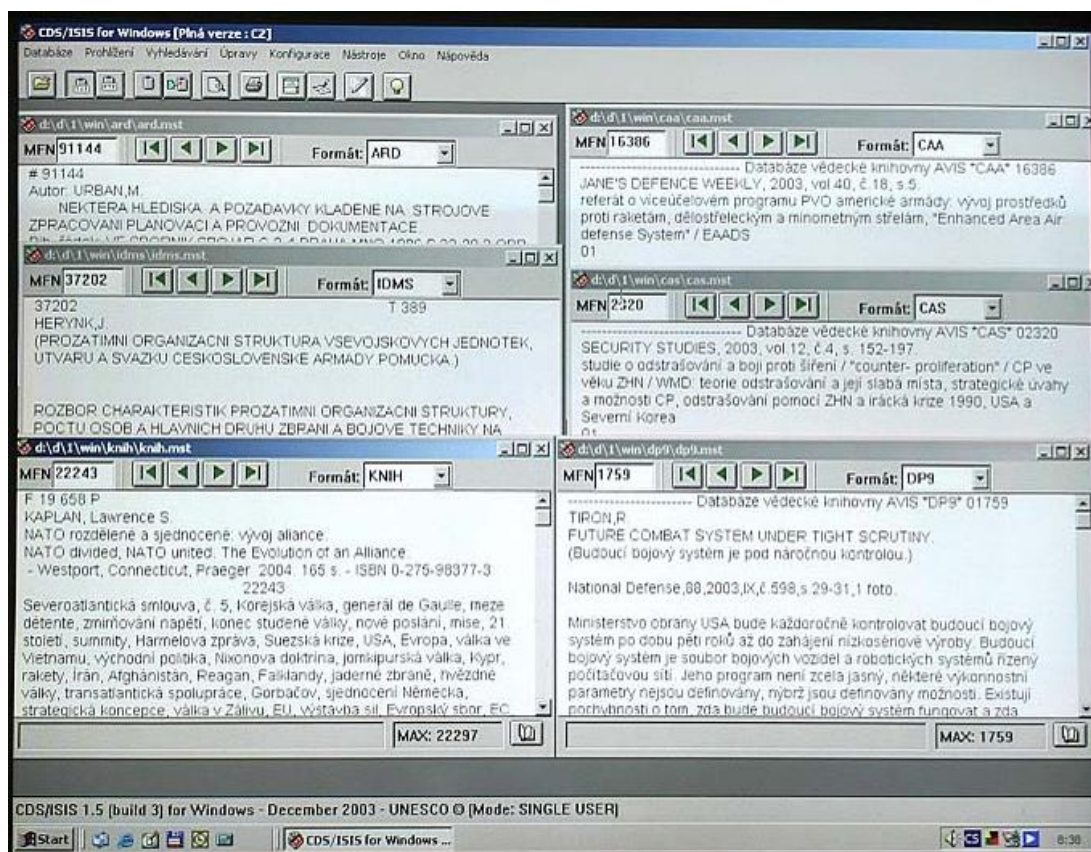 CDS/ISIS for Windows [Plná verze : C2]
Databáze Prohlížení Vyhledávání Úpravy Konfigurace Nástroje Okno Nápověda
d:\d\1\win\ard\ard.mst
MFN 91144 Formát: ARD
# 91144
Autor: URBAN,M.
NEKTERA HLEDISKA A POZADAVKY KLADENE NA STROJOVE
ZPRACOVANI PLANOVACI A PROVOZNI DOKUMENTACE.
d:\d\1\win\idms\idms.mst
MFN 37202 Formát: IDMS
37202 T 389
HERYNK,J.
(PROZATIMNI ORGANIZACNI STRUKTURA VSEVOJSKOVYCH JEDNOTEK,
UTVARU A SVAZKU CESKOSLOVENSKE ARMADY POMUCKA.)
ROZBOR CHARAKTERISTIK PROZATIMNI ORGANIZACNI STRUKTURY,
POCTU OSOB A HLAVNICH DRUHU ZBRANI A BOJOVE TECHNIKY NA
d:\d\1\win\knih\knih.mst
MFN 22243 Formát: KNIH
F 19 658 P
KAPLAN, Lawrence S.
NATO rozdělené a sjednocené: vývoj aliance.
NATO divided, NATO united. The Evolution of an Alliance.
- Westport, Connecticut, Praeger 2004. 165 s. - ISBN 0-275-98377-3
22243
Severoatlantická smlouva, č. 5, Korejská válka, generál de Gaulle, meze
détente, zmírňování napětí, konec studené války, nové poslání, mise, 21.
století, summity, Harmelova zpráva, Suezská krize, USA, Evropa, válka ve
Vietnamu, východní politika, Nixonova doktrína, jomkipurská válka, Kypr,
rakety, Írán, Afghánistán, Reagan, Falklandy, jaderné zbraně, hvězdné
války, transatlantická spolupráce, Gorbačov, sjednocení Německa,
strategická koncepce, válka v Zálivu, EU, výstavba sil, Evropský sbor, EC
MAX: 22297
d:\d\1\win\caa\caa.mst
MFN 16386 Formát: CAA
------------------------------ Databáze vědecké knihovny AVIS *CAA* 16386
JANE'S DEFENCE WEEKLY, 2003, vol 40, č.18, s.5.
referát o víceúčelovém programu PVO americké armády: vývoj prostředků
proti raketám, dělostřeleckým a minometným střelám, "Enhanced Area Air
defense System" / EAADS
01
d:\d\1\win\cas\cas.mst
MFN 2320 Formát: CAS
------------------------------ Databáze vědecké knihovny AVIS *CAS* 02320
SECURITY STUDIES, 2003, vol.12, č.4, s. 152-197.
studie o odstrašování a boji proti šíření / "counter- proliferation" / CP ve
věku ZHN / WMD: teorie odstrašování a její slabá místa, strategické úvahy
a možnosti CP, odstrašování pomocí ZHN a irácká krize 1990, USA a
Severní Korea
01
d:\d\1\win\dp9\dp9.mst
MFN 1759 Formát: DP9
---------------------- Databáze vědecké knihovny AVIS *DP9* 01759
TIRON,R.
FUTURE COMBAT SYSTEM UNDER TIGHT SCRUTINY.
(Budoucí bojový systém je pod náročnou kontrolou.)
National Defense,88,2003,IX,č.598,s.29-31,1 foto.
Ministerstvo obrany USA bude každoročně kontrolovat budoucí bojový
systém po dobu pěti roků až do zahájení nízkosériové výroby. Budoucí
bojový systém je soubor bojových vozidel a robotických systémů řízený
počítačovou sítí. Jeho program není zcela jasný, některé výkonnostní
parametry nejsou definovány, nýbrž jsou definovány možnosti. Existují
pochybnosti o tom, zda bude budoucí bojový systém fungovat a zda
MAX: 1759
CDS/ISIS 1.5 (build 3) for Windows - December 2003 - UNESCO © [Mode: SINGLE USER]
Start CDS/ISIS for Windows ... CS 8:38